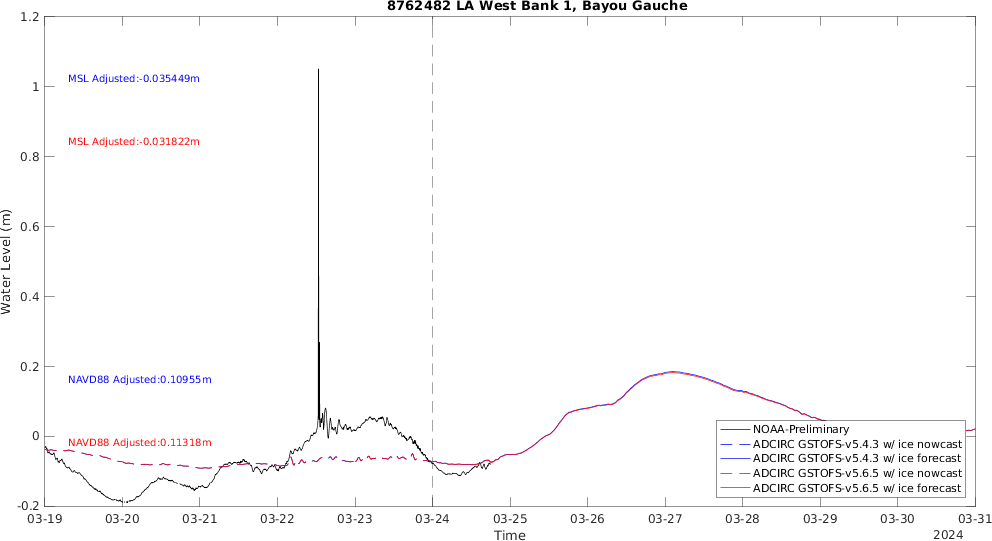 8762482 LA West Bank 1, Bayou Gauche
1.2
1
0.8
0.6
0.4
0.2
0
-0.2
Water Level (m)
MSL Adjusted:-0.035449m
MSL Adjusted:-0.031822m
NAVD88 Adjusted:0.10955m
NAVD88 Adjusted:0.11318m
NOAA-Preliminary
ADCIRC GSTOFS-v5.4.3 w/ ice nowcast
ADCIRC GSTOFS-v5.4.3 w/ ice forecast
ADCIRC GSTOFS-v5.6.5 w/ ice nowcast
ADCIRC GSTOFS-v5.6.5 w/ ice forecast
03-19 03-20 03-21 03-22 03-23 03-24 03-25 03-26 03-27 03-28 03-29 03-30 03-31
Time
2024